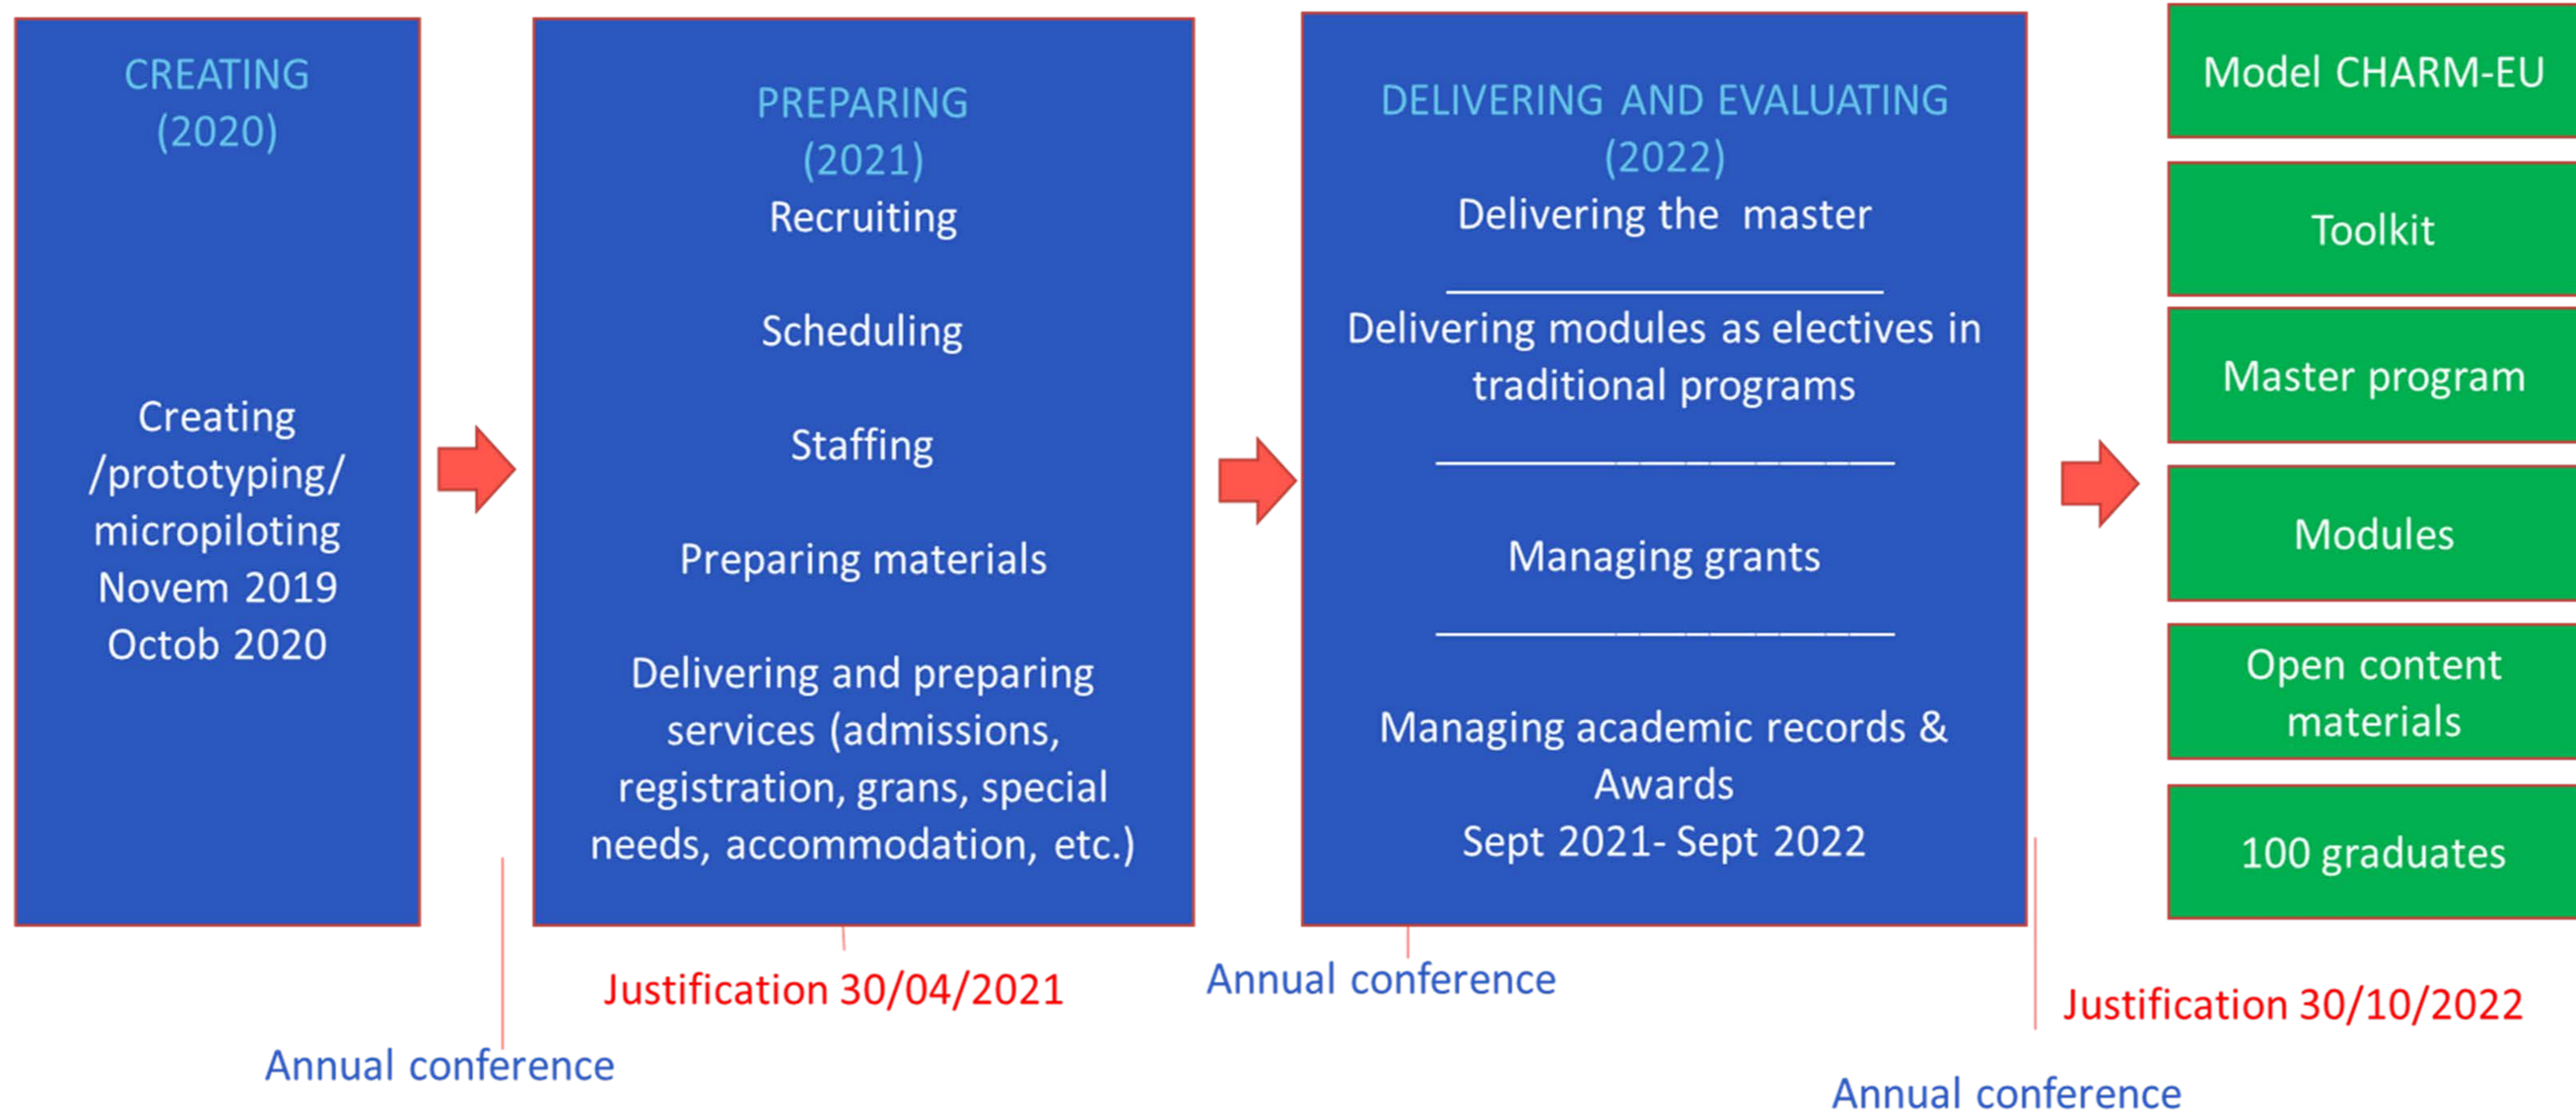 CREATING
(2020)
Creating
/prototyping/
micropiloting
Novem 2019
Octob 2020
PREPARING
(2021)
Recruiting
Scheduling
Staffing
Preparing materials
Delivering and preparing
services (admissions,
registration, grans, special
needs, accommodation, etc.)
DELIVERING AND EVALUATING
(2022)
Delivering the master
Delivering modules as electives in
traditional programs
Managing grants
Managing academic records &
Awards
Sept 2021- Sept 2022
Model CHARM-EU
Toolkit
Master program
Modules
Open content
materials
100 graduates
Annual conference
Justification 30/04/2021
Annual conference
Annual conference
Justification 30/10/2022